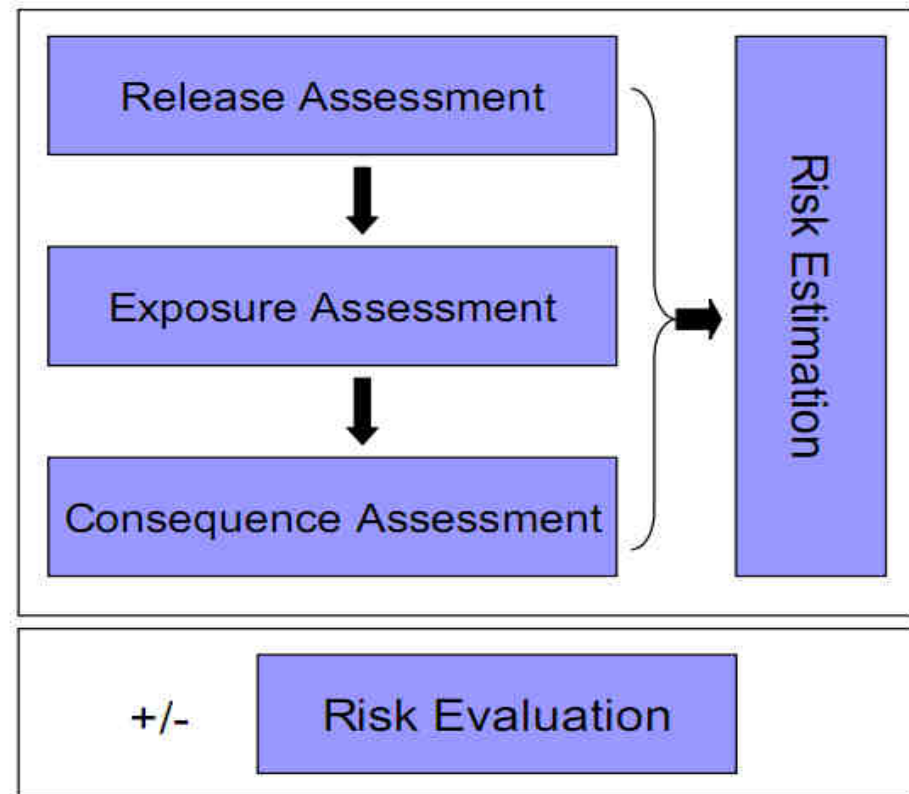 Release Assessment
Exposure Assessment
Consequence Assessment
Risk Estimation
+/-
Risk Evaluation